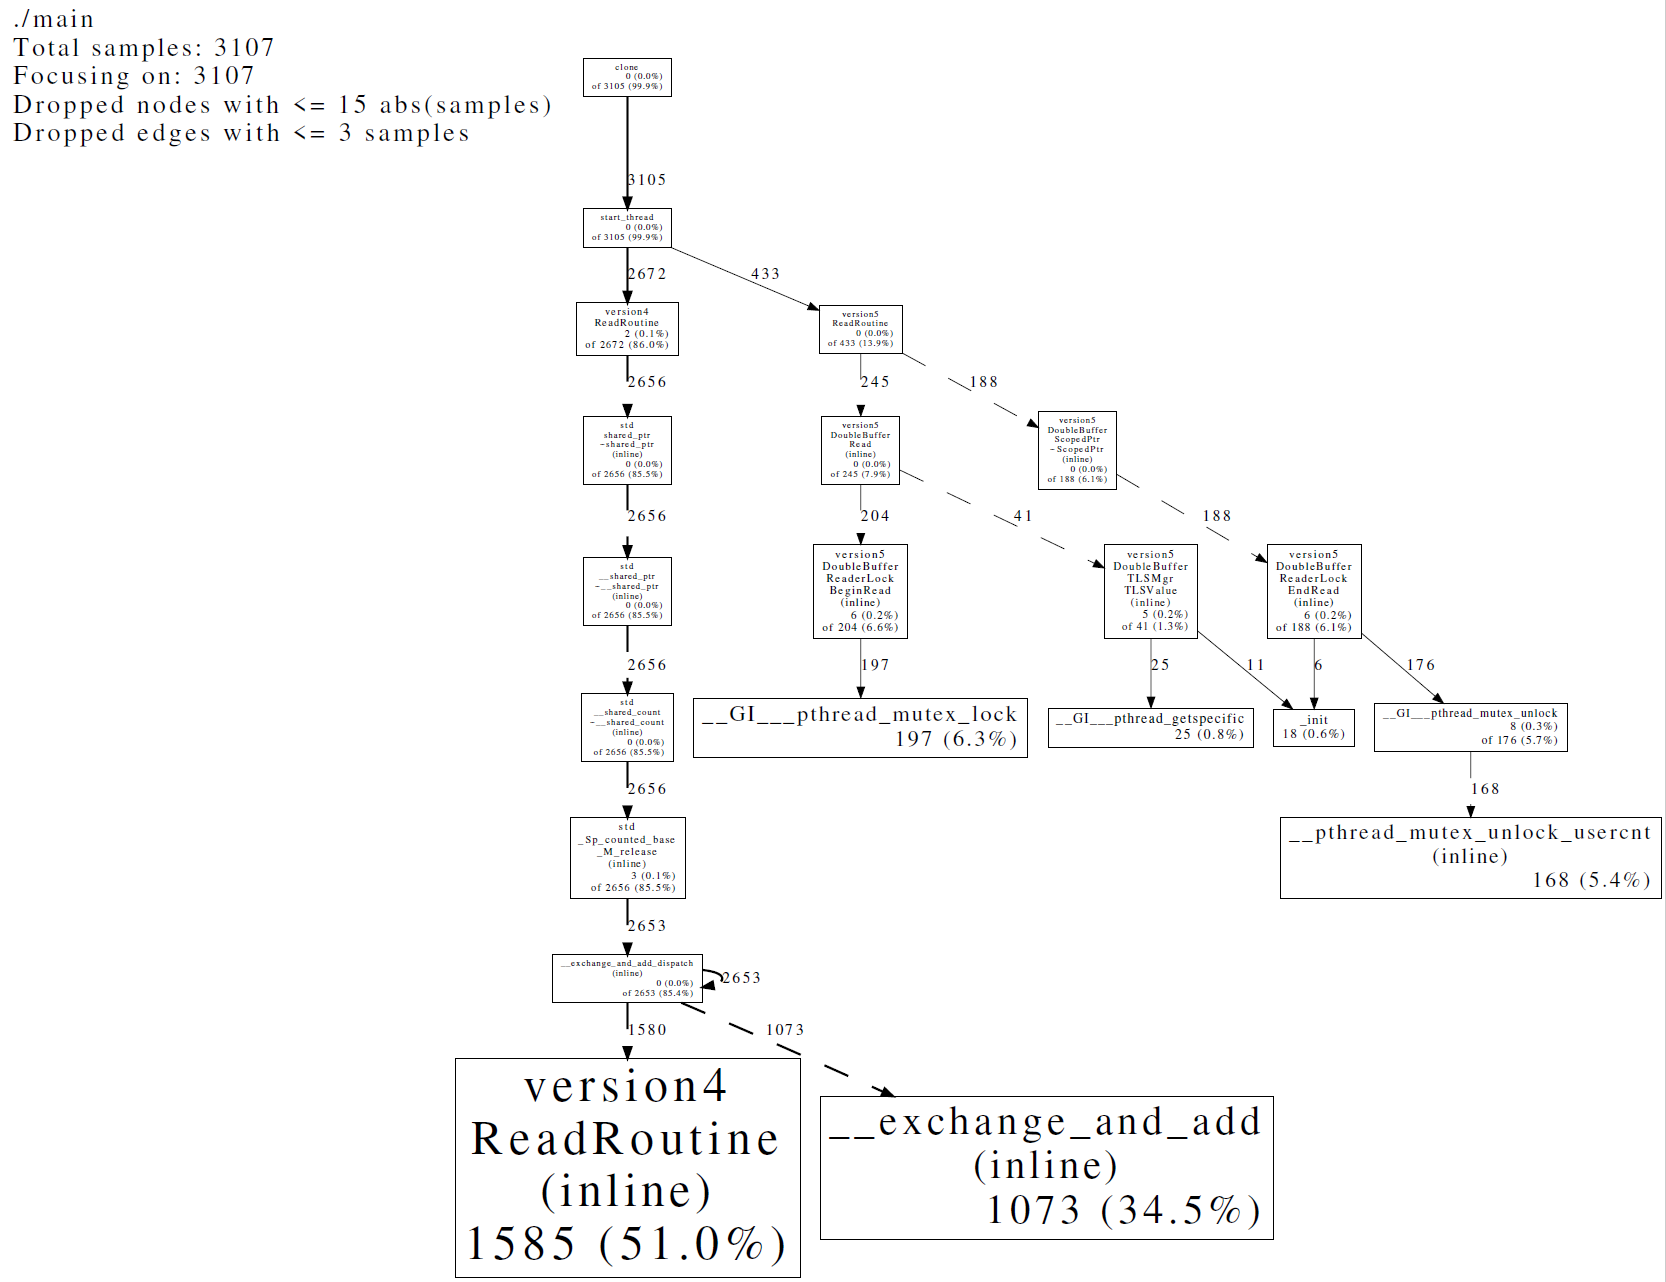 ./main
Total samples: 3107
Focusing on: 3107
Dropped nodes with <= 15 abs(samples)
Dropped edges with <= 3 samples
clone
0 (0.0%)
of 3105 (99.9%)
3105
start_thread
0 (0.0%)
of 3105 (99.9%)
2672
433
version4
ReadRoutine
2 (0.1%)
of 2672 (86.0%)
version5
ReadRoutine
0 (0.0%)
of 433 (13.9%)
2656
245
188
std
shared_ptr
~shared_ptr
(inline)
0 (0.0%)
of 2656 (85.5%)
version5
DoubleBuffer
Read
(inline)
0 (0.0%)
of 245 (7.9%)
version5
DoubleBuffer
ScopedPtr
~ScopedPtr
(inline)
0 (0.0%)
of 188 (6.1%)
2656
204
41
188
std
__shared_ptr
~__shared_ptr
(inline)
0 (0.0%)
of 2656 (85.5%)
version5
DoubleBuffer
ReaderLock
BeginRead
(inline)
6 (0.2%)
of 204 (6.6%)
version5
DoubleBuffer
TLSMgr
TLSValue
(inline)
5 (0.2%)
of 41 (1.3%)
version5
DoubleBuffer
ReaderLock
EndRead
(inline)
6 (0.2%)
of 188 (6.1%)
2656
197
25
11
6
176
std
__shared_count
~__shared_count
(inline)
0 (0.0%)
of 2656 (85.5%)
__GI___pthread_mutex_lock
197 (6.3%)
__GI___pthread_getspecific
25 (0.8%)
_init
18 (0.6%)
__GI___pthread_mutex_unlock
8 (0.3%)
of 176 (5.7%)
2656
168
std
_Sp_counted_base
_M_release
(inline)
3 (0.1%)
of 2656 (85.5%)
__pthread_mutex_unlock_usercnt
(inline)
168 (5.4%)
2653
__exchange_and_add_dispatch
(inline)
0 (0.0%)
of 2653 (85.4%)
2653
1580
1073
version4
ReadRoutine
(inline)
1585 (51.0%)
__exchange_and_add
(inline)
1073 (34.5%)